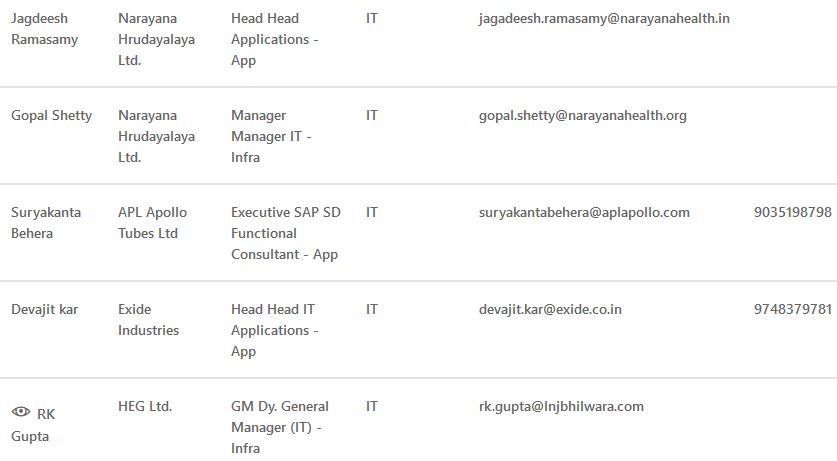 Jagdeesh Narayana Head Head IT jagadeesh.ramasamy@narayanahealth.in
Ramasamy Hrudayalaya Applications -
Ltd. App
Gopal Shetty Narayana Manager IT gopal.shetty@narayanahealth.org
Hrudayalaya Manager IT -
Ltd. Infra
Suryakanta APL Apollo Executive SAP SD IT suryakantabehera@aplapollo.com 9035198798
Behera Tubes Ltd Functional
Consultant - App
Devajit kar Exide Head Head IT IT devajit.kar@exide.co.in 9748379781
Industries Applications -
App
RK HEG Ltd. GM Dy. General IT rk.gupta@lnjbhilwara.com
Gupta Manager (IT) -
Infra